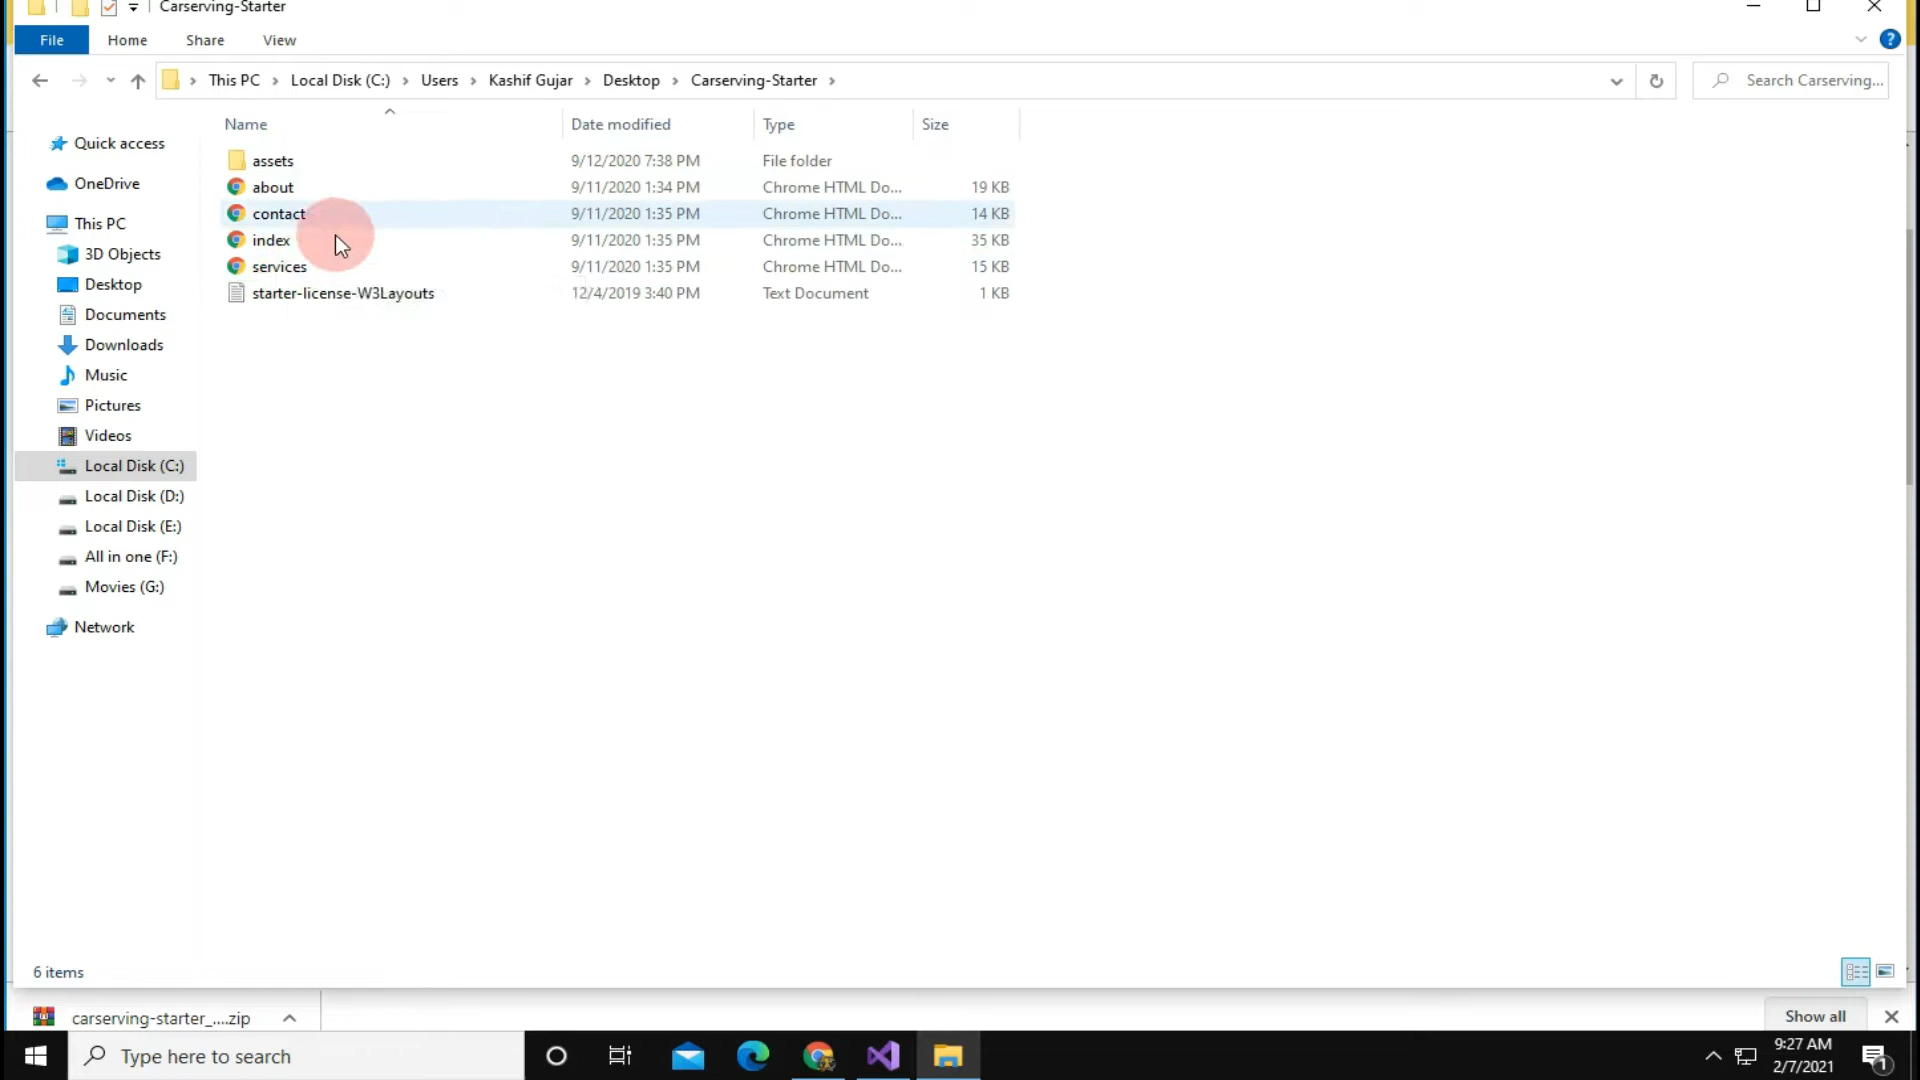 Carserving-Starter
File Home Share View
This PC Local Disk (C:) Users Kashif Gujar Desktop Carserving-Starter Search Carserving...
Name Date modified Type Size
Quick access
OneDrive
This PC
3D Objects
Desktop
Documents
Downloads
Music
Pictures
Videos
Local Disk (C:)
Local Disk (D:)
Local Disk (E:)
All in one (F:)
Movies (G:)
Network
assets 9/12/2020 7:38 PM File folder
about 9/11/2020 1:34 PM Chrome HTML Do... 19 KB
contact 9/11/2020 1:35 PM Chrome HTML Do... 14 KB
index 9/11/2020 1:35 PM Chrome HTML Do... 35 KB
services 9/11/2020 1:35 PM Chrome HTML Do... 15 KB
starter-license-W3Layouts 12/4/2019 3:40 PM Text Document 1 KB
6 items
carserving-starter_....zip Show all
Type here to search
9:27 AM
2/7/2021
1